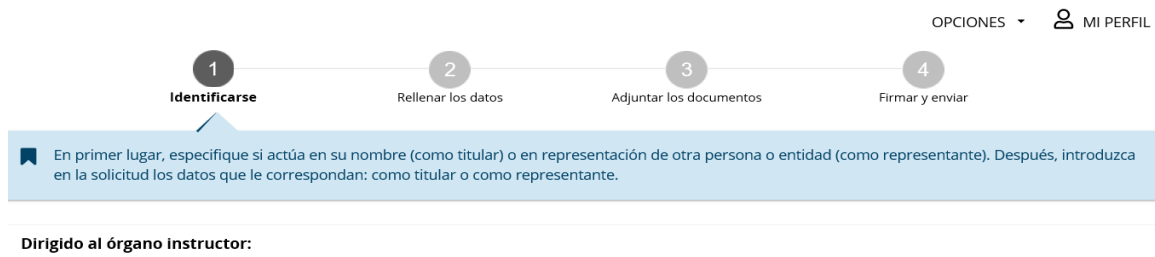 OPCIONES MI PERFIL
1 2 3 4
Identificarse Rellenar los datos Adjuntar los documentos Firmar y enviar
En primer lugar, especifique si actúa en su nombre (como titular) o en representación de otra persona o entidad (como representante). Después, introduzca
en la solicitud los datos que le correspondan: como titular o como representante.
Dirigido al órgano instructor: